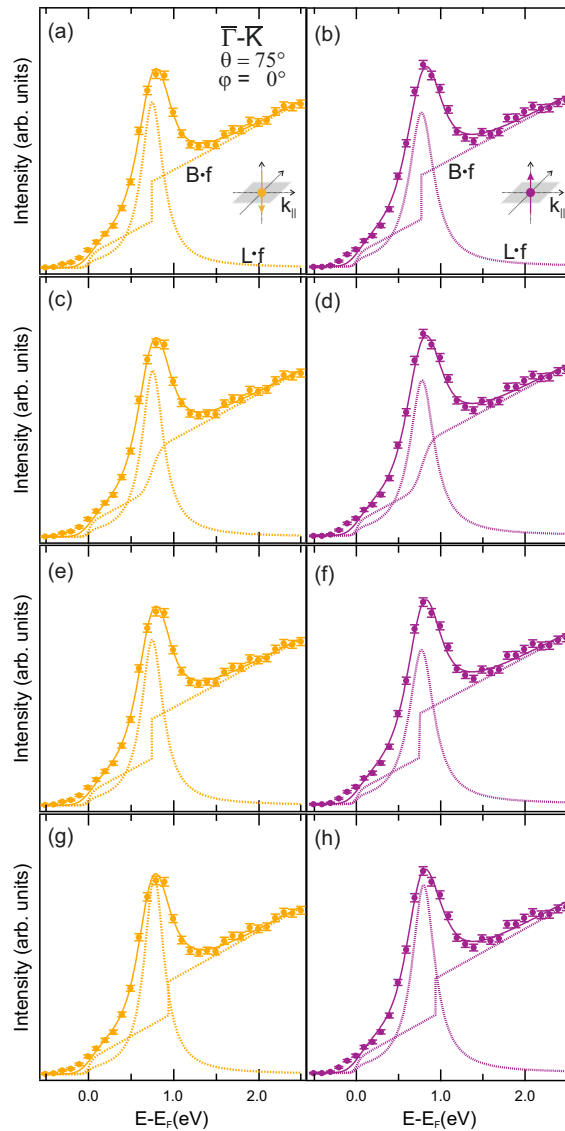 (a)
Γ̅-K̅
θ = 75°
φ = 0°
B•f
k||
L•f
Intensity (arb. units)
(b)
B•f
k||
L•f
(c)
Intensity (arb. units)
(d)
(e)
Intensity (arb. units)
(f)
(g)
Intensity (arb. units)
(h)
0.0 1.0 2.0
0.0 1.0 2.0
E-EF(eV)
E-EF(eV)